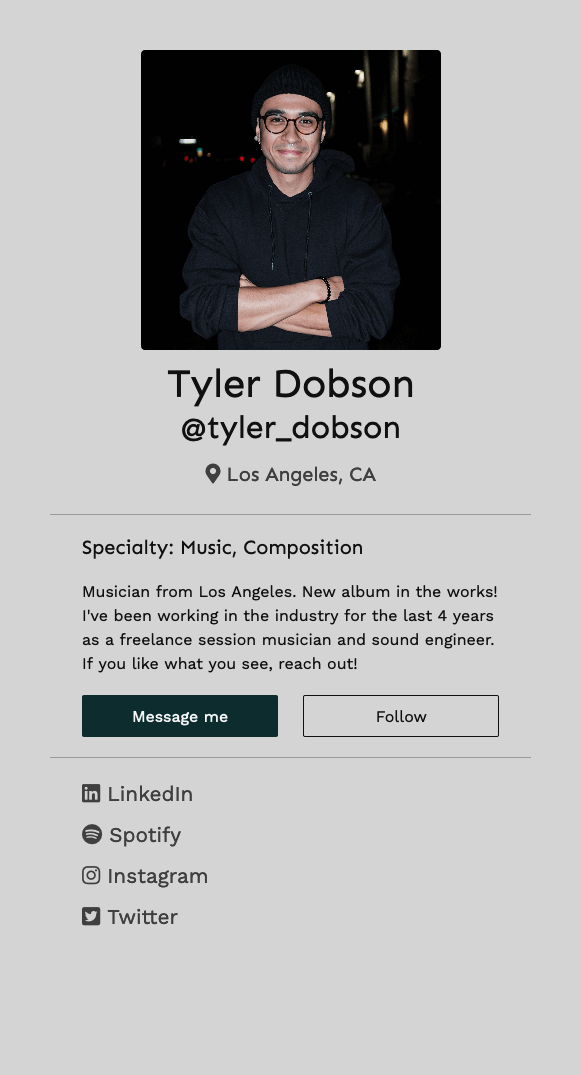 Tyler Dobson
@tyler_dobson
Los Angeles, CA
Specialty: Music, Composition
Musician from Los Angeles. New album in the works!
I've been working in the industry for the last 4 years
as a freelance session musician and sound engineer.
If you like what you see, reach out!
Message me
Follow
LinkedIn
Spotify
Instagram
Twitter